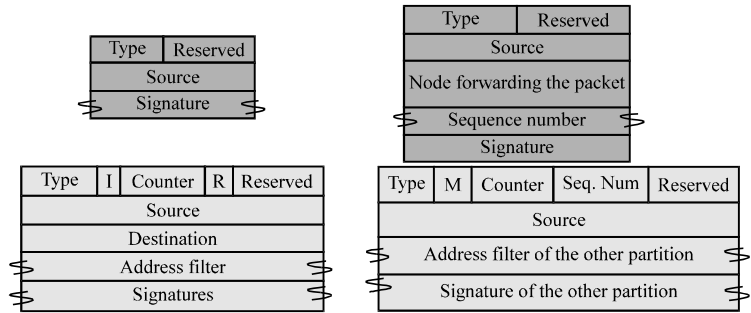 Type Reserved
Source
Signature
Type Reserved
Source
Node forwarding the packet
Sequence number
Signature
Type I Counter R Reserved
Source
Destination
Address filter
Signatures
Type M Counter Seq. Num Reserved
Source
Address filter of the other partition
Signature of the other partition